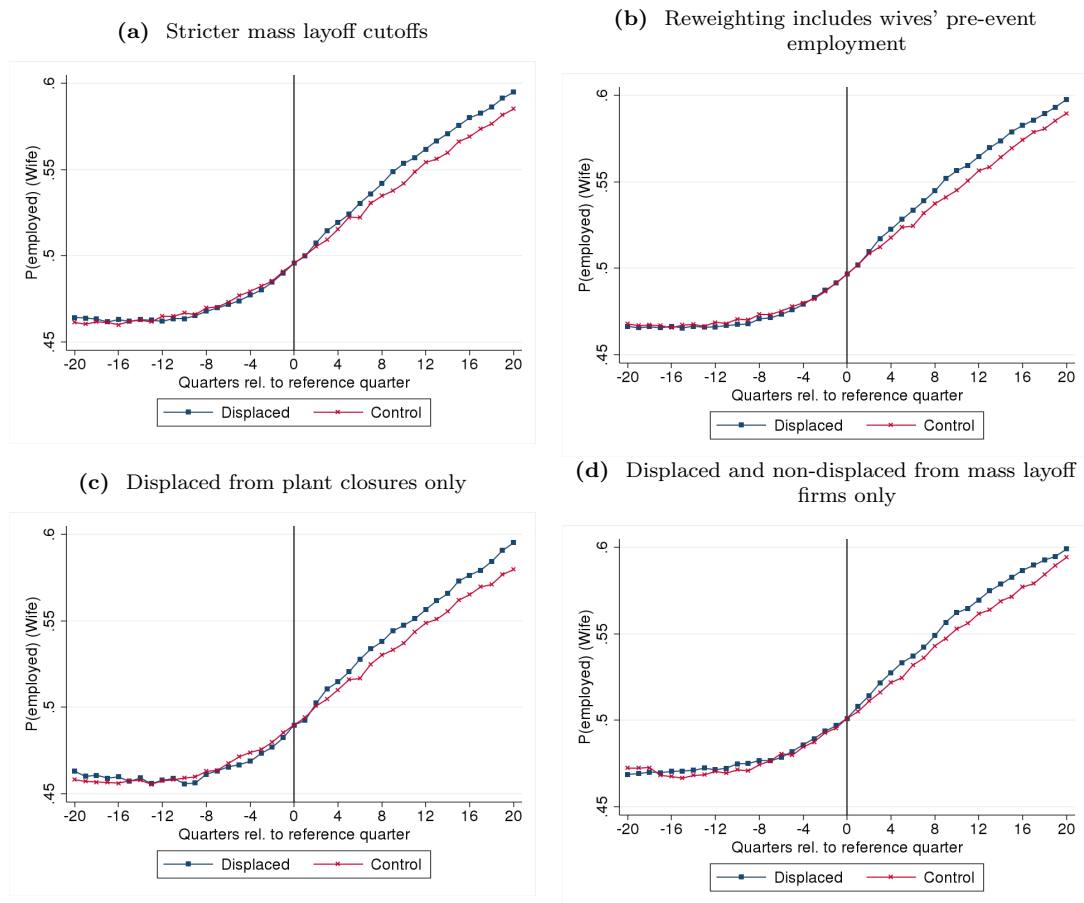 (a) Stricter mass layoff cutoffs
P(employed) (Wife)
.6
.55
.5
.45
-20 -16 -12 -8 -4 0 4 8 12 16 20
Quarters rel. to reference quarter
Displaced Control
(b) Reweighting includes wives' pre-event
employment
P(employed) (Wife)
.6
.55
.5
.45
-20 -16 -12 -8 -4 0 4 8 12 16 20
Quarters rel. to reference quarter
Displaced Control
(c) Displaced from plant closures only
P(employed) (Wife)
.6
.55
.5
.45
-20 -16 -12 -8 -4 0 4 8 12 16 20
Quarters rel. to reference quarter
Displaced Control
(d) Displaced and non-displaced from mass layoff
firms only
P(employed) (Wife)
.6
.55
.5
.45
-20 -16 -12 -8 -4 0 4 8 12 16 20
Quarters rel. to reference quarter
Displaced Control